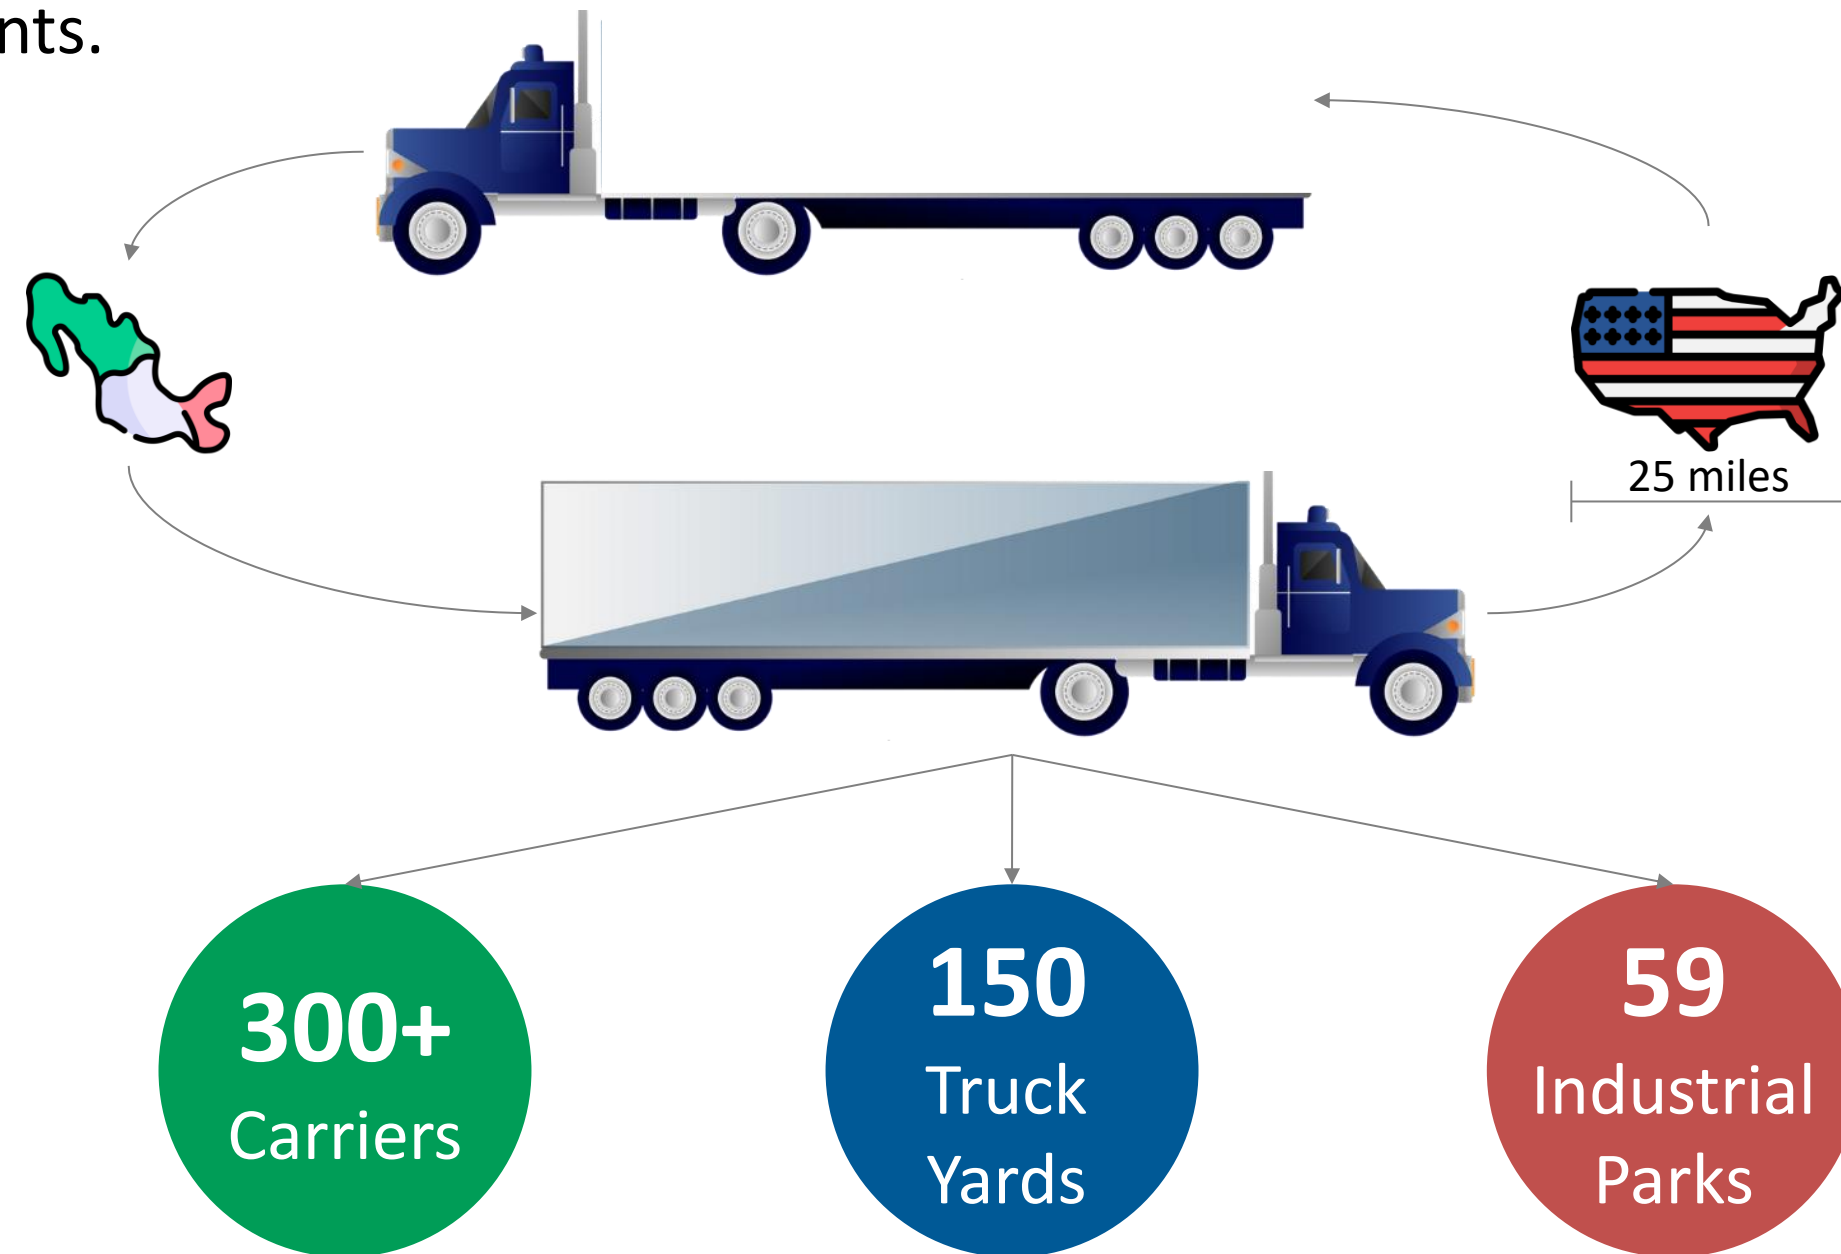 nts.
25 miles
300+
Carriers
150
Truck
Yards
59
Industrial
Parks